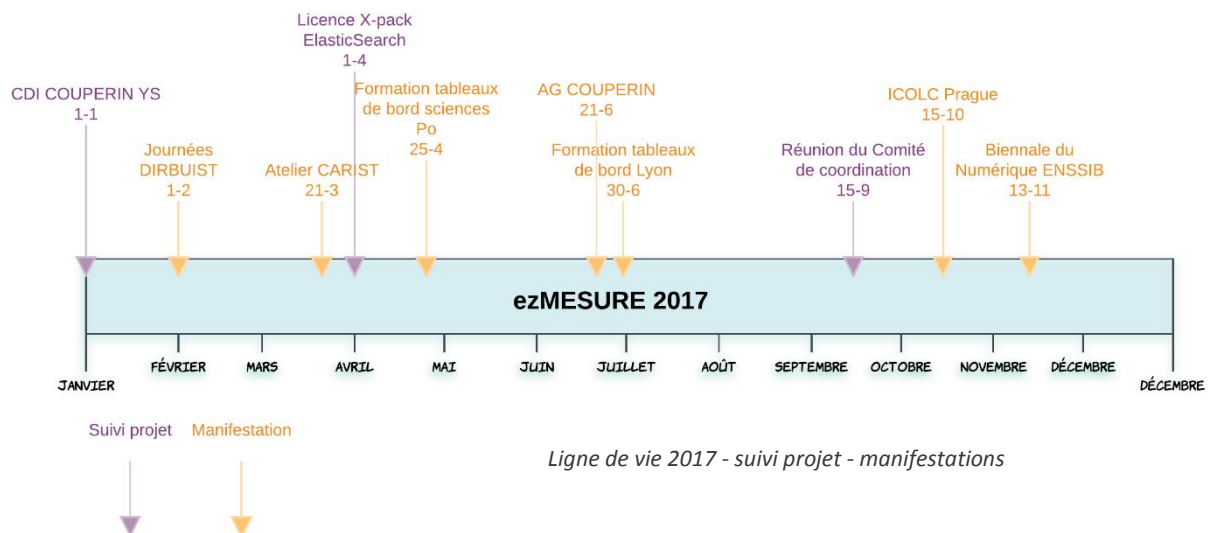 Licence X-pack
ElasticSearch
1-4
CDI COUPERIN YS
1-1
Journées
DIRBUIST
1-2
Atelier CARIST
21-3
Formation tableaux
de bord sciences
Po
25-4
AG COUPERIN
21-6
Formation tableaux
de bord Lyon
30-6
Réunion du Comité
de coordination
15-9
ICOLC Prague
15-10
Biennale du
Numérique ENSSIB
13-11
ezMESURE 2017
JANVIER
FÉVRIER
MARS
AVRIL
MAI
JUIN
JUILLET
AOÛT
SEPTEMBRE
OCTOBRE
NOVEMBRE
DÉCEMBRE
DÉCEMBRE
Suivi projet
Manifestation
Ligne de vie 2017 - suivi projet - manifestations